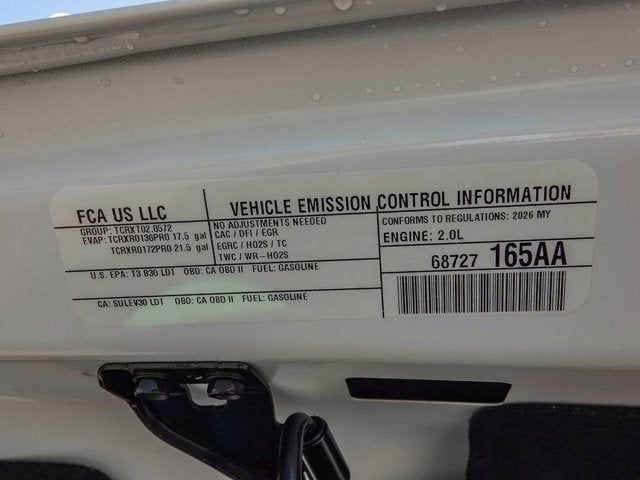 FCA US LLC
GROUP: TCRXT02.0572
EVAP: TCRXR0136PR0 17.5 gal
TCRXR0172PR0 21.5 gal
VEHICLE EMISSION CONTROL INFORMATION
NO ADJUSTMENTS NEEDED
CAC / DFI / EGR
EGRC / HO2S / TC
TWC / WR-HO2S
CONFORMS TO REGULATIONS: 2026 MY
ENGINE: 2.0L
68727 165AA
U.S. EPA: T3 B30 LDT OBD: CA OBD II FUEL: GASOLINE
CA: SULEV30 LDT OBD: CA OBD II FUEL: GASOLINE